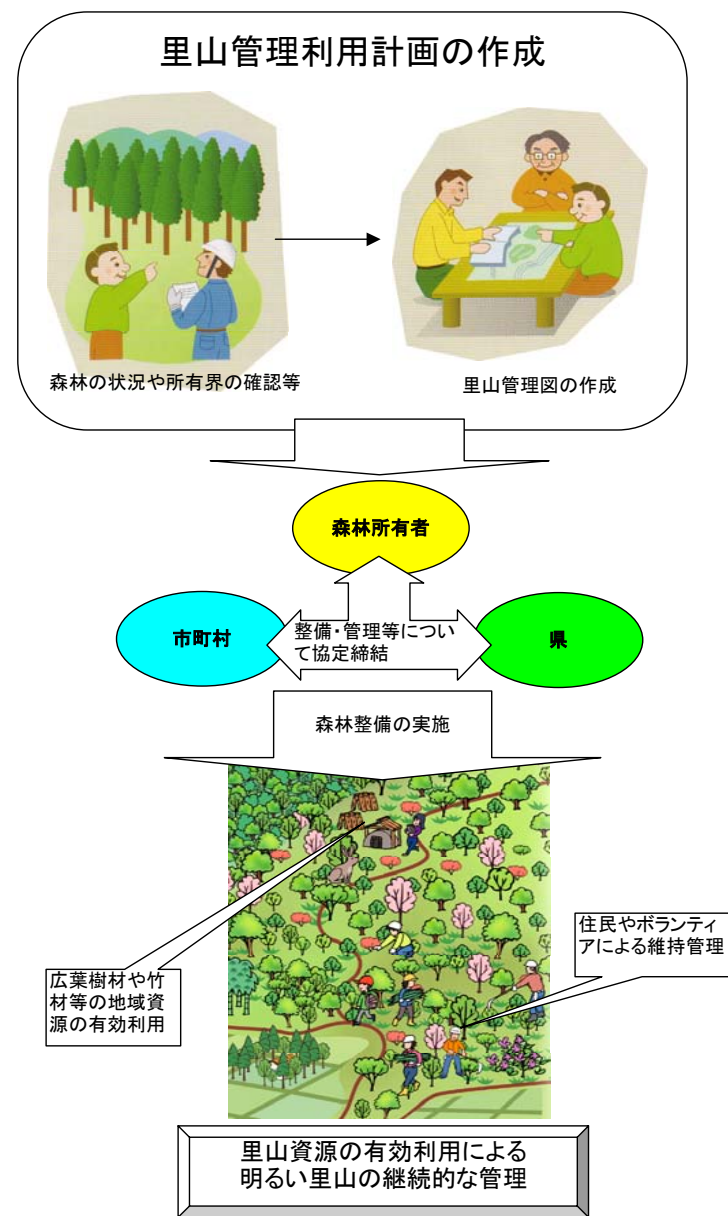 里山管理利用計画の作成
森林の状況や所有界の確認等
里山管理図の作成
森林所有者
市町村
整備・管理等につい
て協定締結
県
森林整備の実施
広葉樹材や竹
材等の地域資
源の有効利用
住民やボランティ
アによる維持管理
里山資源の有効利用による
明るい里山の継続的な管理